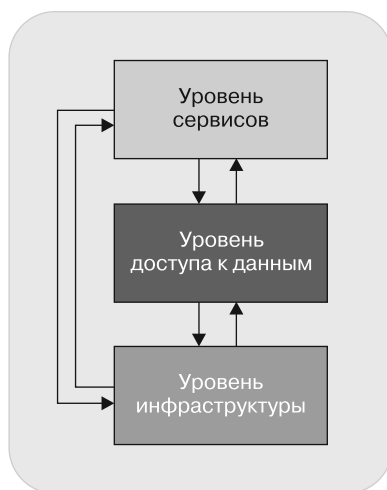 Уровень
сервисов
Уровень
доступа к данным
Уровень
инфраструктуры